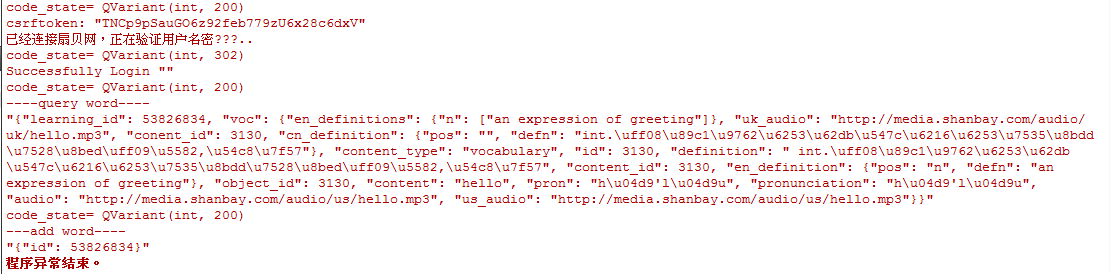 code_state= QVariant(int, 200)
csrftoken: "TNCp9pSauGO6z92feb779zU6x28c6dxV"
已经连接扇贝网，正在验证用户名密???..
code_state= QVariant(int, 302)
Successfully Login ""
code_state= QVariant(int, 200)
----query word----
"{"learning_id": 53826834, "voc": {"en_definitions": {"n": ["an expression of greeting"]}, "uk_audio": "http://media.shanbay.com/audio/
uk/hello.mp3", "conent_id": 3130, "cn_definition": {"pos": "", "defn": "int.\uff08\u89c1\u9762\u6253\u62db\u547c\u6216\u6253\u7535\u8bdd
\u7528\u8bed\uff09\u5582,\u54c8\u7f57"}, "content_type": "vocabulary", "id": 3130, "definition": " int.\uff08\u89c1\u9762\u6253\u62db
\u547c\u6216\u6253\u7535\u8bdd\u7528\u8bed\uff09\u5582,\u54c8\u7f57", "content_id": 3130, "en_definition": {"pos": "n", "defn": "an
expression of greeting"}, "object_id": 3130, "content": "hello", "pron": "h\u04d9'l\u04d9u", "pronunciation": "h\u04d9'l\u04d9u",
"audio": "http://media.shanbay.com/audio/us/hello.mp3", "us_audio": "http://media.shanbay.com/audio/us/hello.mp3"}}"
code_state= QVariant(int, 200)
---add word----
"{"id": 53826834}"
程序异常结束。